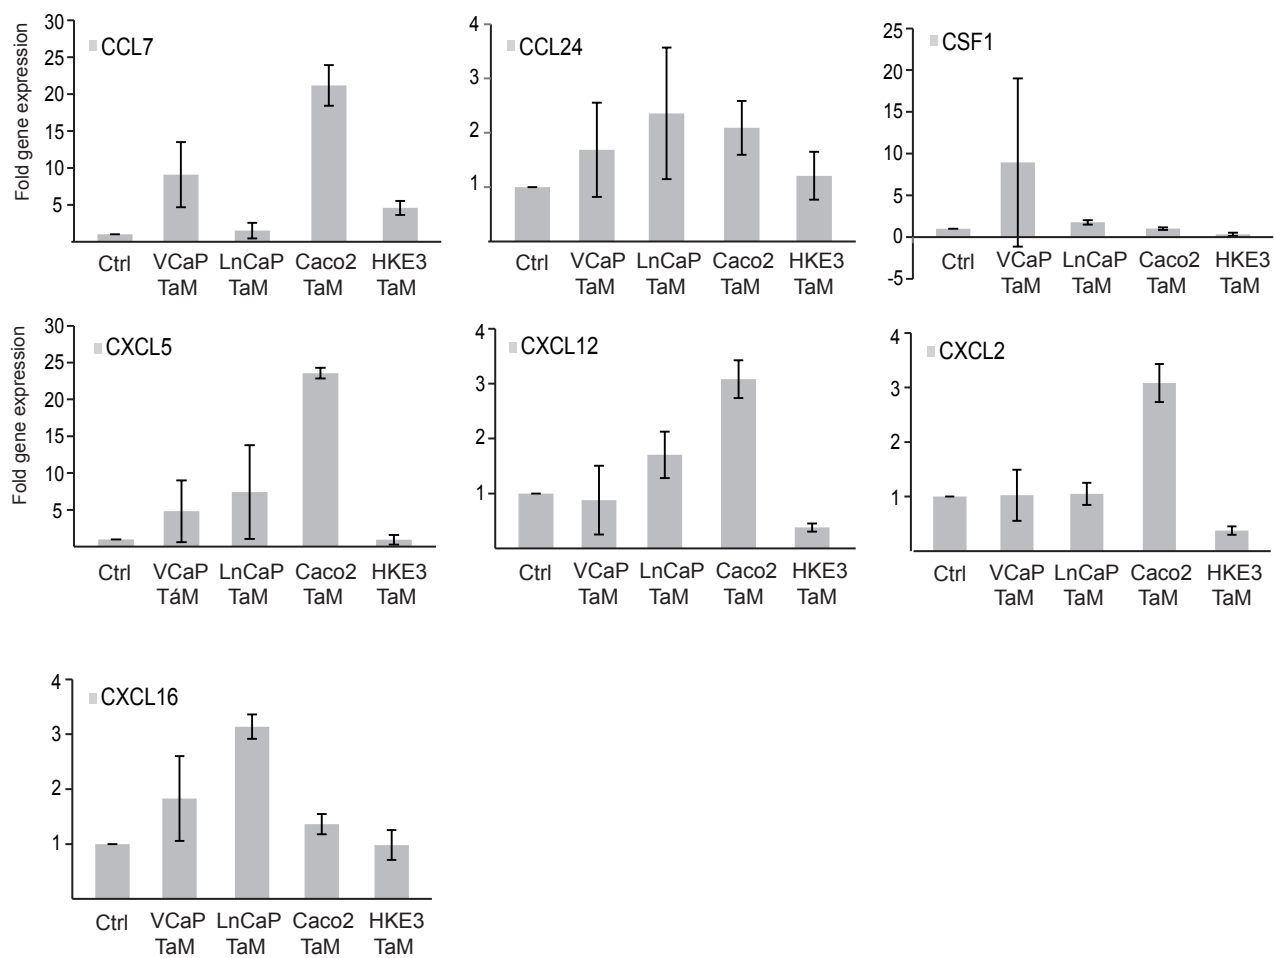 CCL7
Fold gene expression
30
25
20
15
10
5
Ctrl VCaP LnCaP Caco2 HKE3
TaM TaM TaM TaM
CCL24
4
3
2
1
Ctrl VCaP LnCaP Caco2 HKE3
TaM TaM TaM TaM
CSF1
25
20
15
10
5
0
-5
Ctrl VCaP LnCaP Caco2 HKE3
TaM TaM TaM TaM
CXCL5
Fold gene expression
30
25
20
15
10
5
Ctrl VCaP LnCaP Caco2 HKE3
TáM TaM TaM TaM
CXCL12
4
3
2
1
Ctrl VCaP LnCaP Caco2 HKE3
TaM TaM TaM TaM
CXCL2
4
3
2
1
Ctrl VCaP LnCaP Caco2 HKE3
TaM TaM TaM TaM
CXCL16
4
3
2
1
Ctrl VCaP LnCaP Caco2 HKE3
TaM TaM TaM TaM